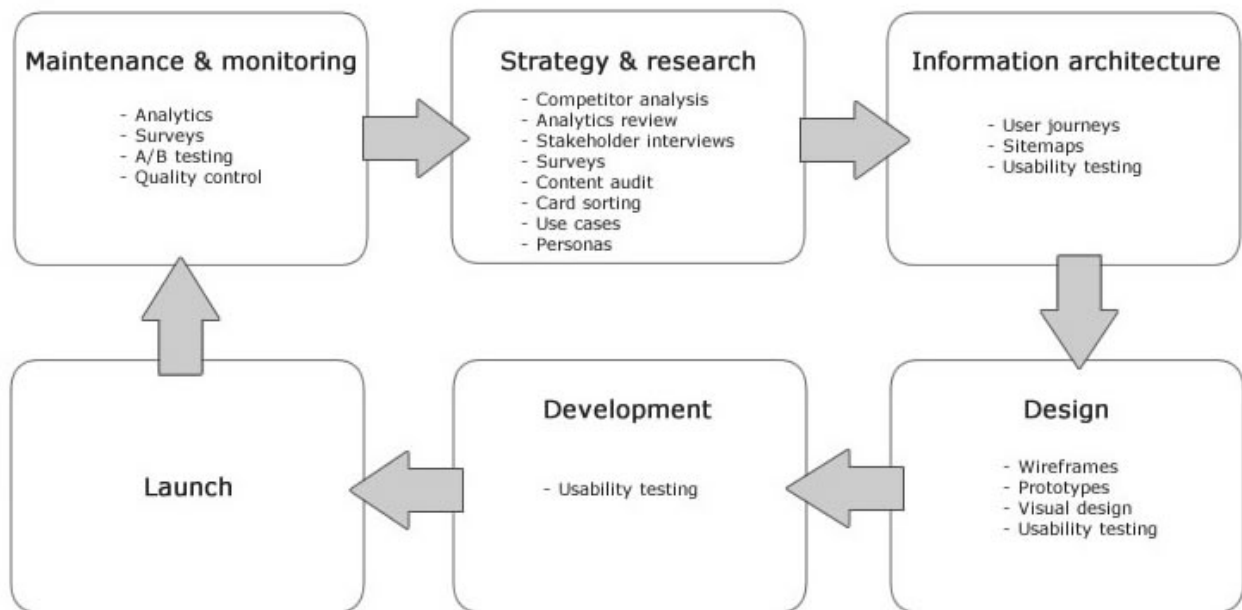 Maintenance & monitoring
- Analytics
- Surveys
- A/B testing
- Quality control
Strategy & research
- Competitor analysis
- Analytics review
- Stakeholder interviews
- Surveys
- Content audit
- Card sorting
- Use cases
- Personas
Information architecture
- User journeys
- Sitemaps
- Usability testing
Design
- Wireframes
- Prototypes
- Visual design
- Usability testing
Development
- Usability testing
Launch